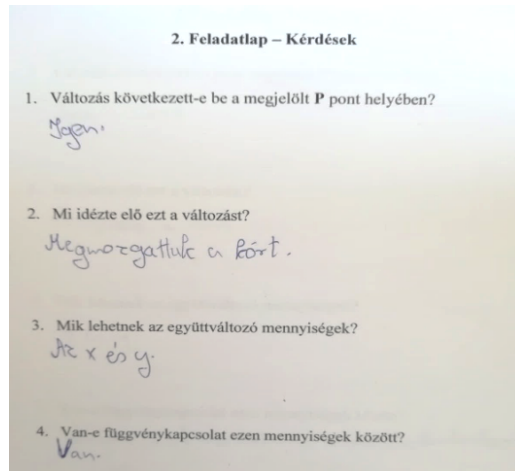 2. Feladatlap – Kérdések
1. Változás következett-e be a megjelölt P pont helyében?
Igen.
2. Mi idézte elő ezt a változást?
Megmozgattuk a kört.
3. Mik lehetnek az együttváltozó mennyiségek?
Az x és y.
4. Van-e függvénykapcsolat ezen mennyiségek között?
Van.